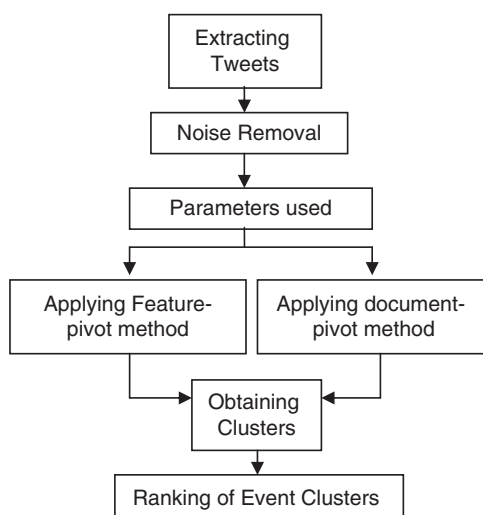 Extracting
Tweets
Noise Removal
Parameters used
Applying Feature-
pivot method
Applying document-
pivot method
Obtaining
Clusters
Ranking of Event Clusters